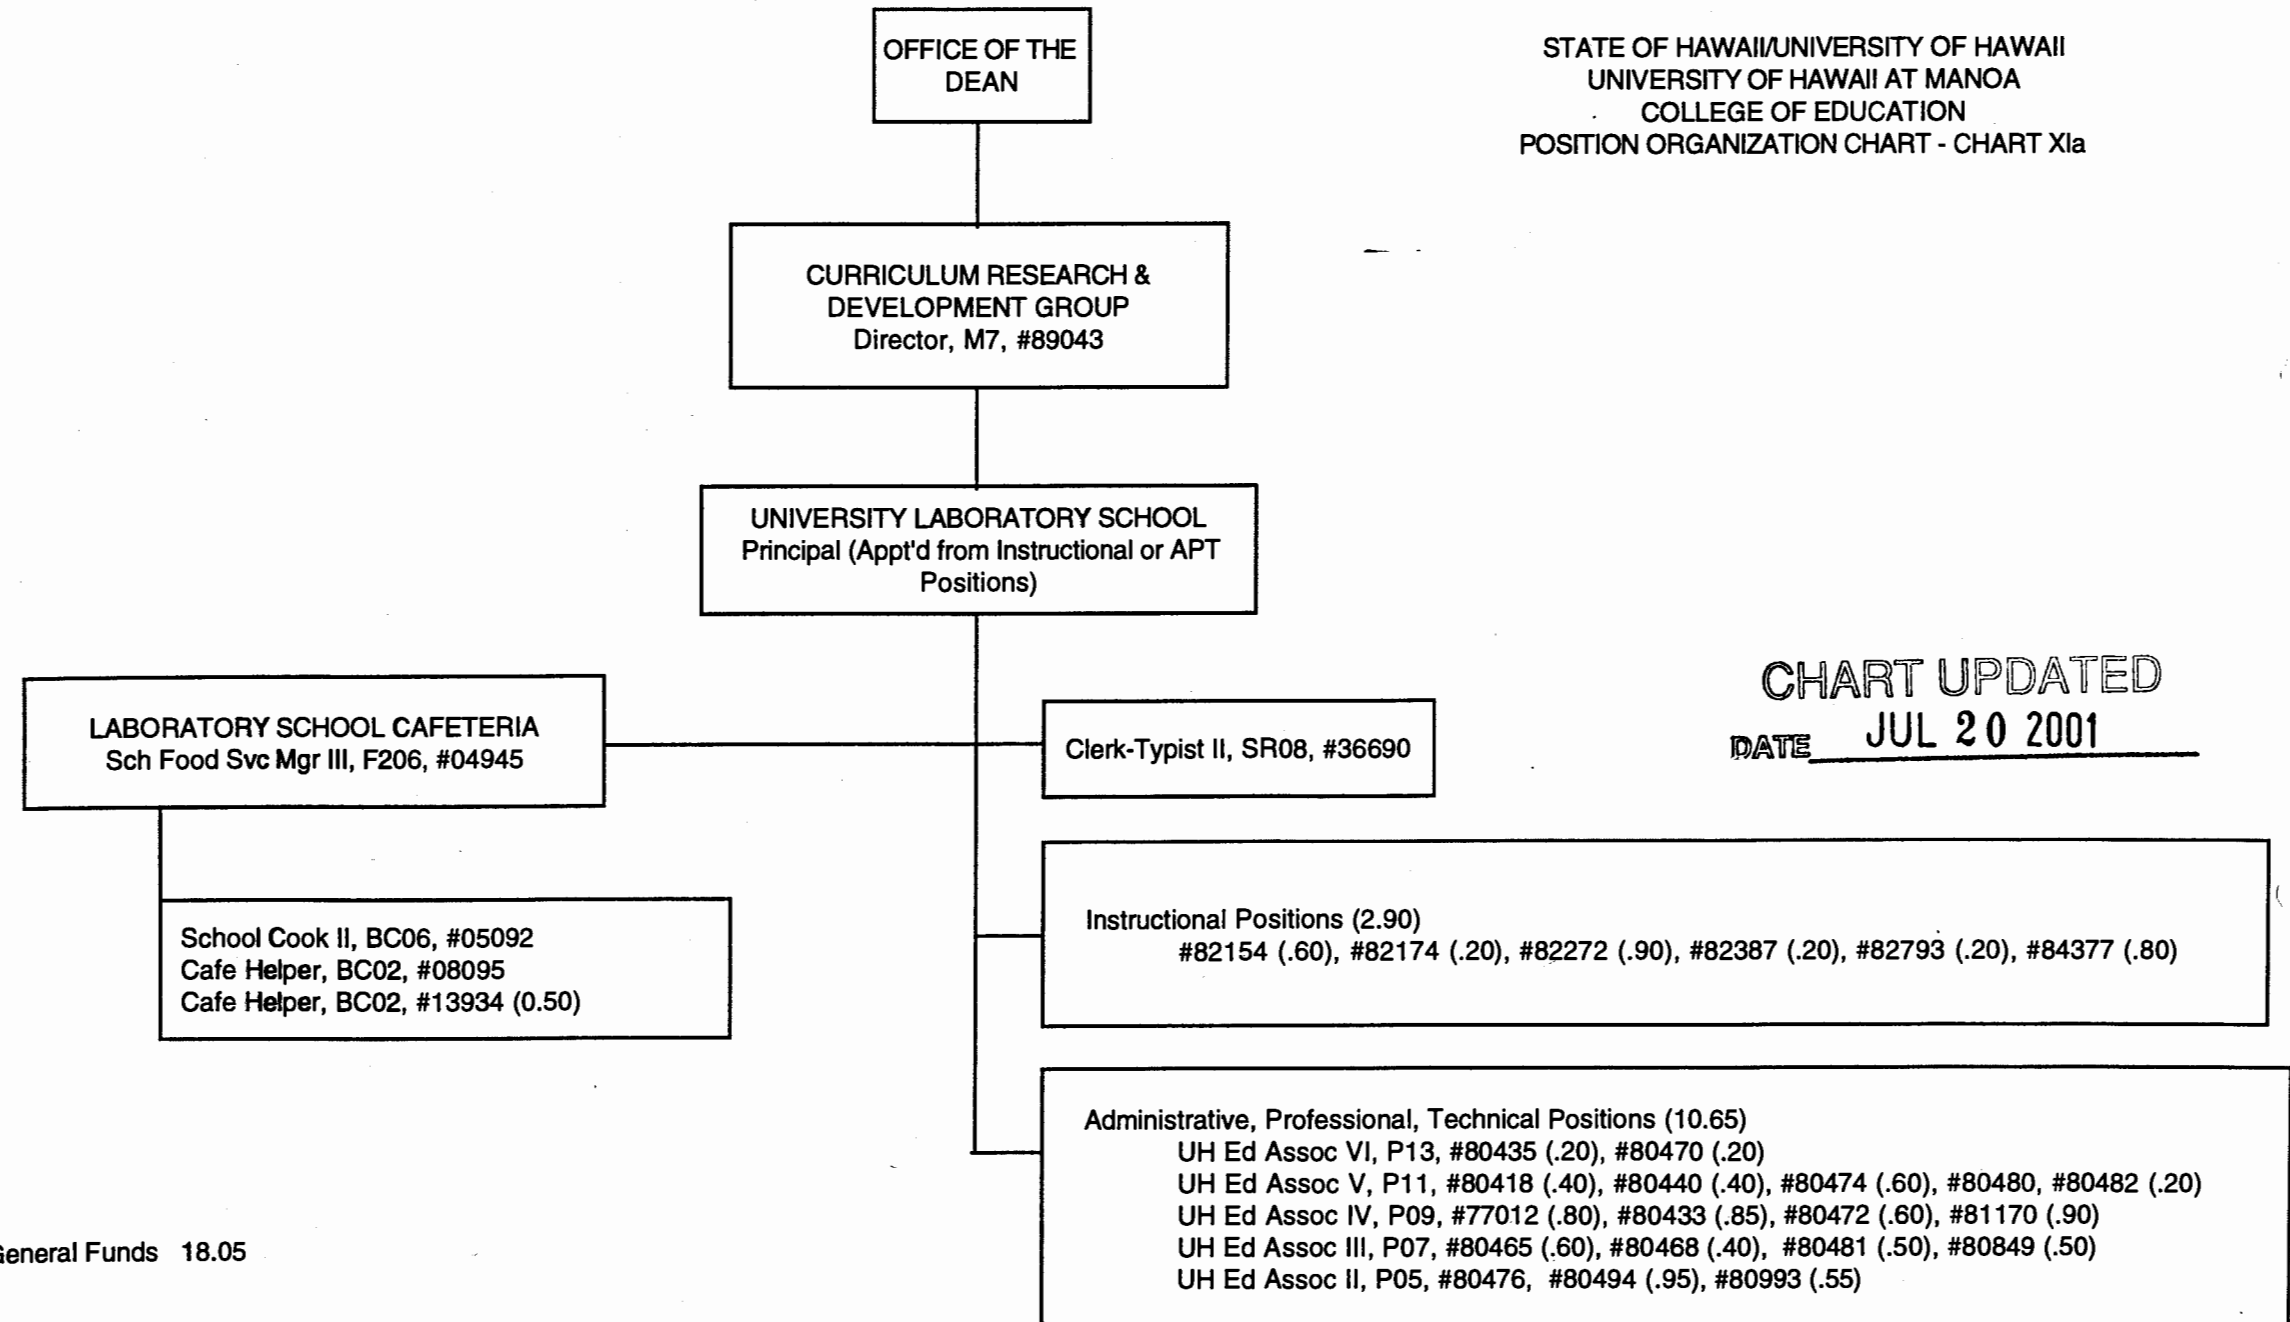 OFFICE OF THE
DEAN
STATE OF HAWAII/UNIVERSITY OF HAWAII
UNIVERSITY OF HAWAII AT MANOA
COLLEGE OF EDUCATION
POSITION ORGANIZATION CHART - CHART XIa
CURRICULUM RESEARCH &
DEVELOPMENT GROUP
Director, M7, #89043
UNIVERSITY LABORATORY SCHOOL
Principal (Appt'd from Instructional or APT
Positions)
LABORATORY SCHOOL CAFETERIA
Sch Food Svc Mgr III, F206, #04945
Clerk-Typist II, SR08, #36690
CHART UPDATED
DATE JUL 20 2001
School Cook II, BC06, #05092
Cafe Helper, BC02, #08095
Cafe Helper, BC02, #13934 (0.50)
Instructional Positions (2.90)
#82154 (.60), #82174 (.20), #82272 (.90), #82387 (.20), #82793 (.20), #84377 (.80)
Administrative, Professional, Technical Positions (10.65)
UH Ed Assoc VI, P13, #80435 (.20), #80470 (.20)
UH Ed Assoc V, P11, #80418 (.40), #80440 (.40), #80474 (.60), #80480, #80482 (.20)
UH Ed Assoc IV, P09, #77012 (.80), #80433 (.85), #80472 (.60), #81170 (.90)
UH Ed Assoc III, P07, #80465 (.60), #80468 (.40), #80481 (.50), #80849 (.50)
UH Ed Assoc II, P05, #80476, #80494 (.95), #80993 (.55)
General Funds 18.05